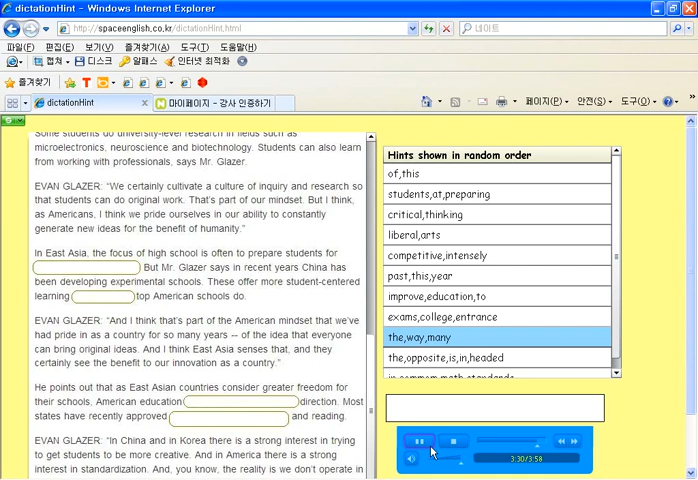 dictationHint - Windows Internet Explorer
http://spaceenglish.co.kr/dictationHint.html
네이트
파일(F) 편집(E) 보기(V) 즐겨찾기(A) 도구(T) 도움말(H)
캡쳐 디스크 알패스 인터넷 최적화
즐겨찾기
dictationHint
마이페이지 - 강사 인증하기
페이지(P) 안전(S) 도구(O)
Some students do university-level research in fields such as
microelectronics, neuroscience and biotechnology. Students can also learn
from working with professionals, says Mr. Glazer.
EVAN GLAZER: “We certainly cultivate a culture of inquiry and research so
that students can do original work. That's part of our mindset. But I think,
as Americans, I think we pride ourselves in our ability to constantly
generate new ideas for the benefit of humanity.”
In East Asia, the focus of high school is often to prepare students for
But Mr. Glazer says in recent years China has
been developing experimental schools. These offer more student-centered
learning top American schools do.
EVAN GLAZER: “And I think that's part of the American mindset that we've
had pride in as a country for so many years -- of the idea that everyone
can bring original ideas. And I think East Asia senses that, and they
certainly see the benefit to our innovation as a country.”
He points out that as East Asian countries consider greater freedom for
their schools, American education direction. Most
states have recently approved and reading.
EVAN GLAZER: “In China and in Korea there is a strong interest in trying
to get students to be more creative. And in America there is a strong
interest in standardization. And, you know, the reality is we don't operate in
Hints shown in random order
of,this
students,at,preparing
critical,thinking
liberal,arts
competitive,intensely
past,this,year
improve,education,to
exams,college,entrance
the,way,many
the,opposite,is,in,headed
in,common,math,standards
3:30/3:58